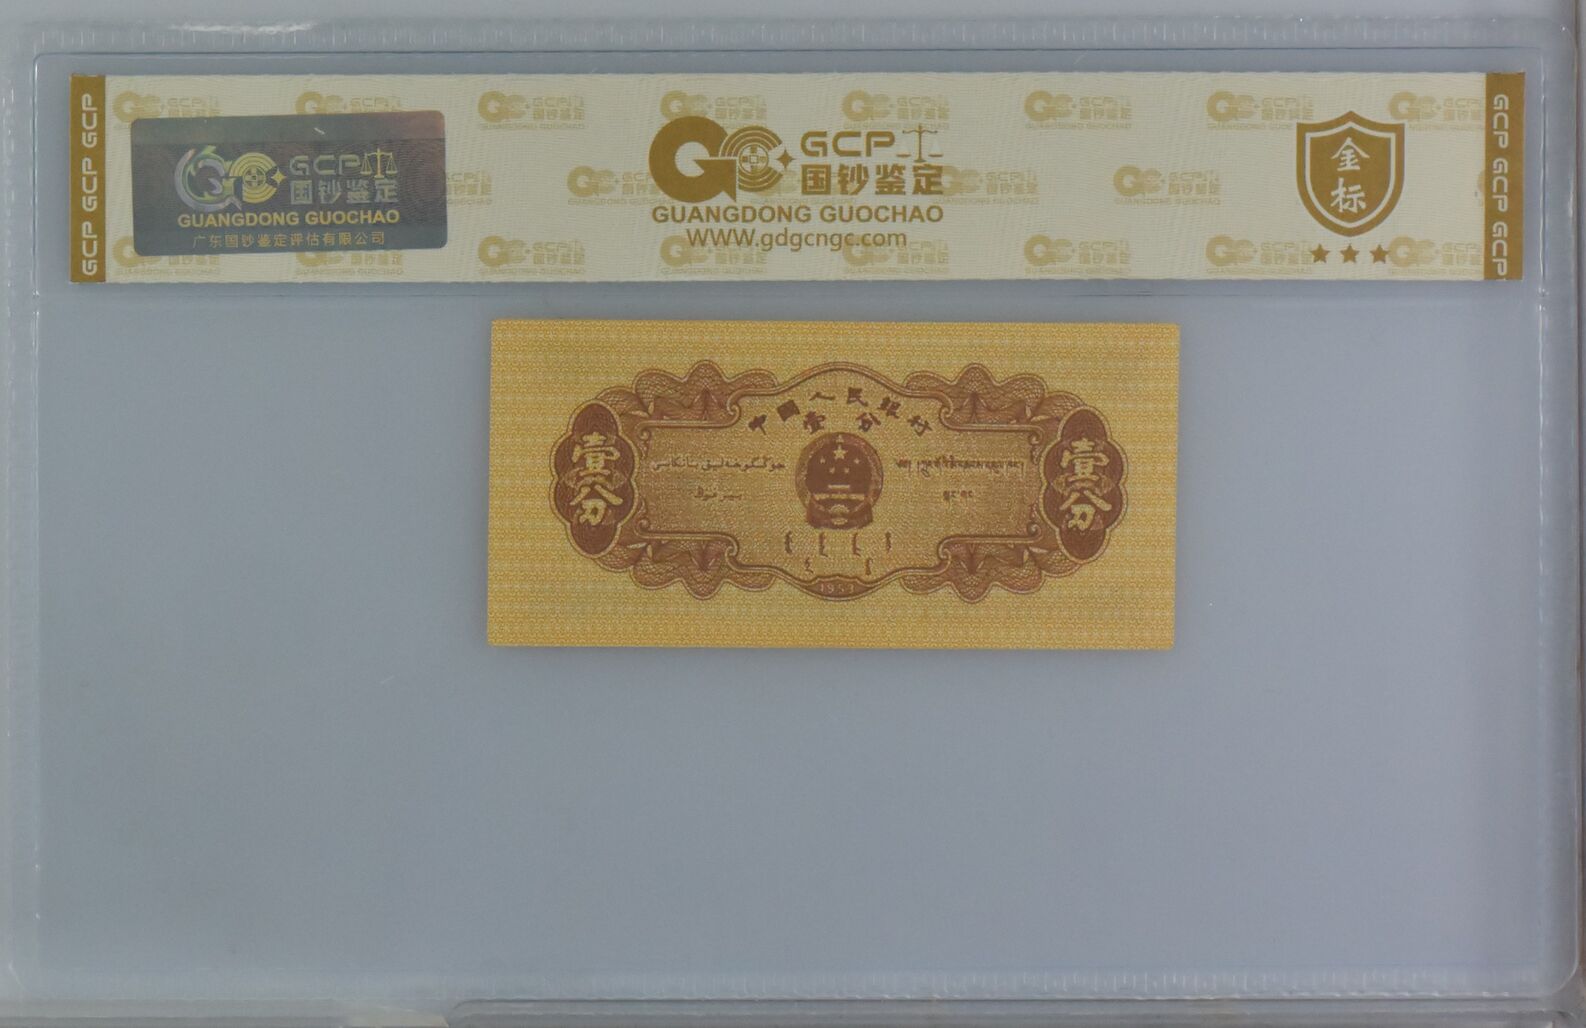 GCP GCP GCP
GCP
国钞鉴定
GUANGDONG GUOCHAO
广东国钞鉴定评估有限公司
GCP
国钞鉴定
GUANGDONG GUOCHAO
WWW.gdgcngc.com
金
标
GCP GCP GCP
中国人民银行
壹分
壹分
壹分
1953